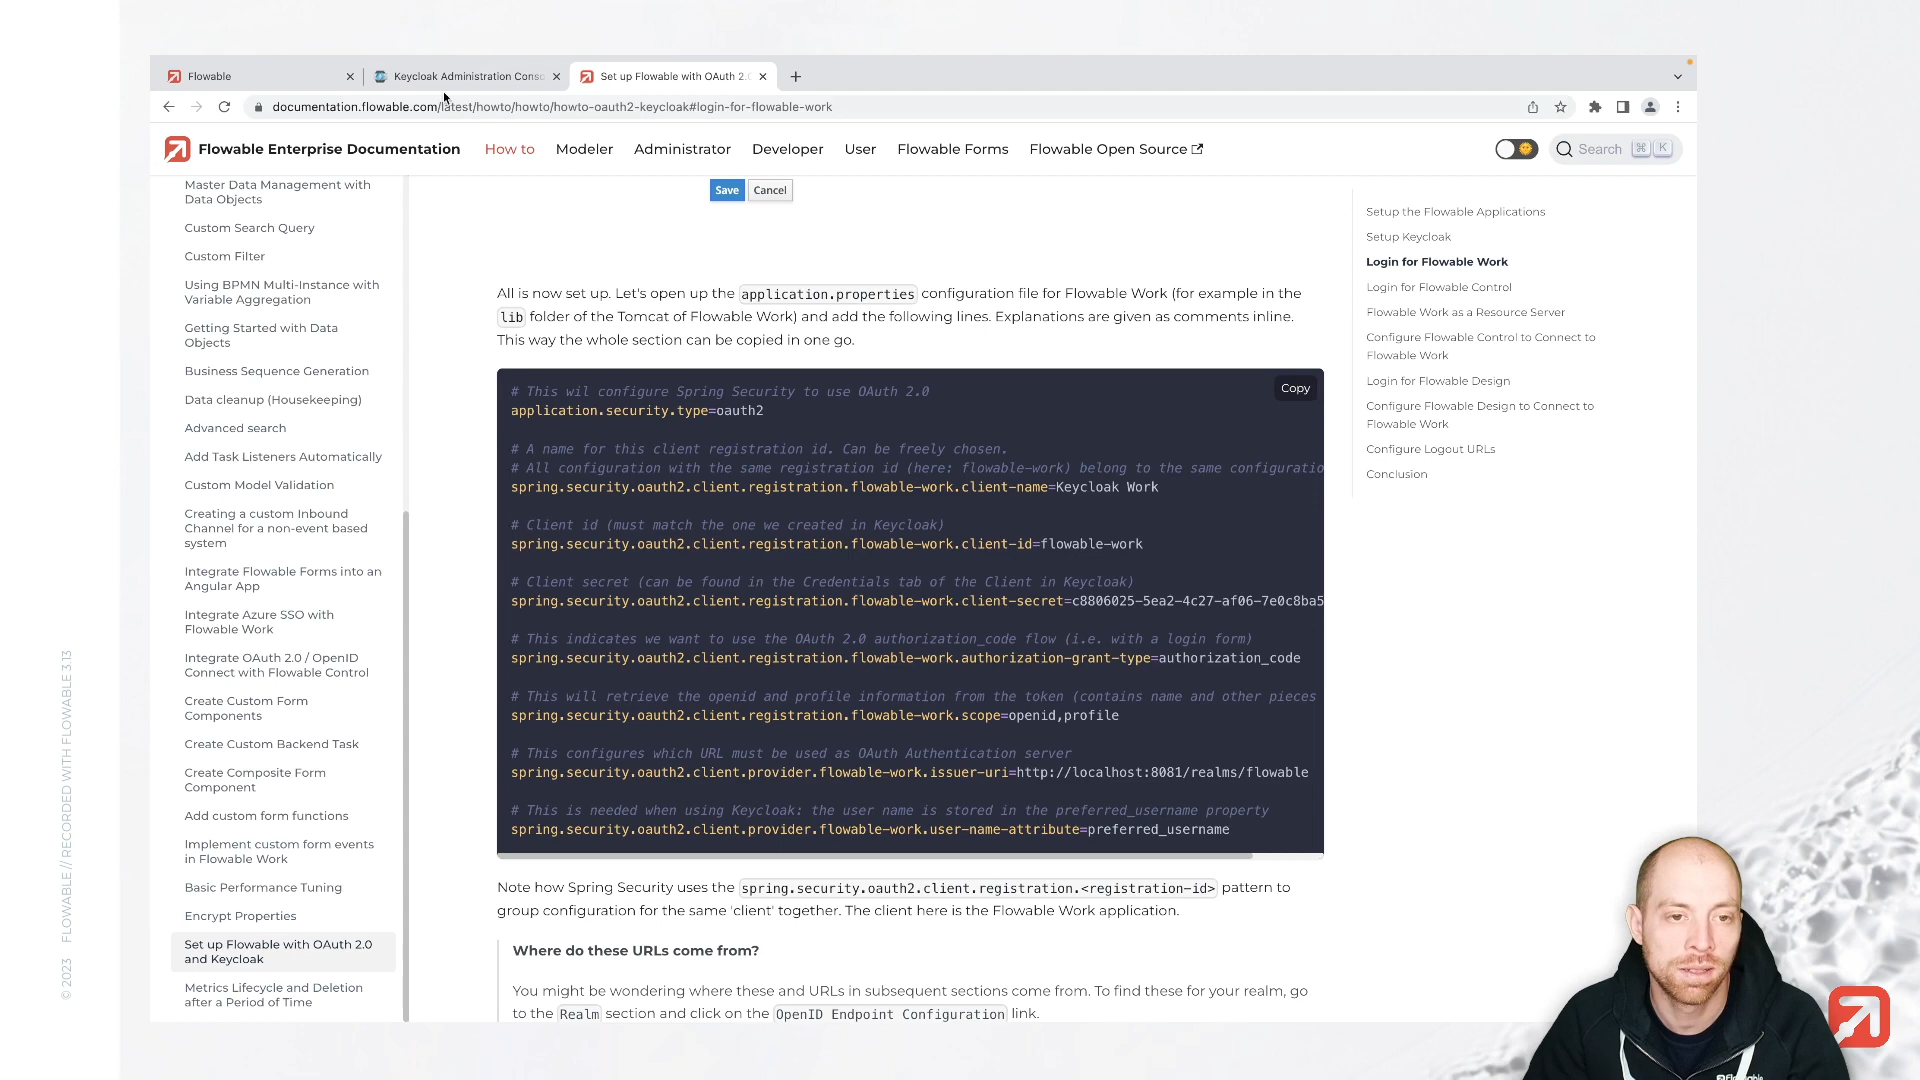 Flowable
Keycloak Administration Conso
Set up Flowable with OAuth 2.0
documentation.flowable.com/latest/howto/howto/howto-oauth2-keycloak#login-for-flowable-work
Flowable Enterprise Documentation
How to
Modeler
Administrator
Developer
User
Flowable Forms
Flowable Open Source
Search
⌘ K
Master Data Management with
Data Objects
Custom Search Query
Custom Filter
Using BPMN Multi-Instance with
Variable Aggregation
Getting Started with Data
Objects
Business Sequence Generation
Data cleanup (Housekeeping)
Advanced search
Add Task Listeners Automatically
Custom Model Validation
Creating a custom Inbound
Channel for a non-event based
system
Integrate Flowable Forms into an
Angular App
Integrate Azure SSO with
Flowable Work
Integrate OAuth 2.0 / OpenID
Connect with Flowable Control
Create Custom Form
Components
Create Custom Backend Task
Create Composite Form
Component
Add custom form functions
Implement custom form events
in Flowable Work
Basic Performance Tuning
Encrypt Properties
Set up Flowable with OAuth 2.0
and Keycloak
Metrics Lifecycle and Deletion
after a Period of Time
Save
Cancel
All is now set up. Let's open up the application.properties configuration file for Flowable Work (for example in the
lib folder of the Tomcat of Flowable Work) and add the following lines. Explanations are given as comments inline.
This way the whole section can be copied in one go.
Copy
# This wil configure Spring Security to use OAuth 2.0
application.security.type=oauth2
# A name for this client registration id. Can be freely chosen.
# All configuration with the same registration id (here: flowable-work) belong to the same configuratio
spring.security.oauth2.client.registration.flowable-work.client-name=Keycloak Work
# Client id (must match the one we created in Keycloak)
spring.security.oauth2.client.registration.flowable-work.client-id=flowable-work
# Client secret (can be found in the Credentials tab of the Client in Keycloak)
spring.security.oauth2.client.registration.flowable-work.client-secret=c8806025-5ea2-4c27-af06-7e0c8ba5
# This indicates we want to use the OAuth 2.0 authorization_code flow (i.e. with a login form)
spring.security.oauth2.client.registration.flowable-work.authorization-grant-type=authorization_code
# This will retrieve the openid and profile information from the token (contains name and other pieces
spring.security.oauth2.client.registration.flowable-work.scope=openid,profile
# This configures which URL must be used as OAuth Authentication server
spring.security.oauth2.client.provider.flowable-work.issuer-uri=http://localhost:8081/realms/flowable
# This is needed when using Keycloak: the user name is stored in the preferred_username property
spring.security.oauth2.client.provider.flowable-work.user-name-attribute=preferred_username
Note how Spring Security uses the spring.security.oauth2.client.registration.<registration-id> pattern to
group configuration for the same 'client' together. The client here is the Flowable Work application.
Where do these URLs come from?
You might be wondering where these and URLs in subsequent sections come from. To find these for your realm, go
to the Realm section and click on the OpenID Endpoint Configuration link.
Setup the Flowable Applications
Setup Keycloak
Login for Flowable Work
Login for Flowable Control
Flowable Work as a Resource Server
Configure Flowable Control to Connect to
Flowable Work
Login for Flowable Design
Configure Flowable Design to Connect to
Flowable Work
Configure Logout URLs
Conclusion
© 2023 FLOWABLE // RECORDED WITH FLOWABLE 3.13